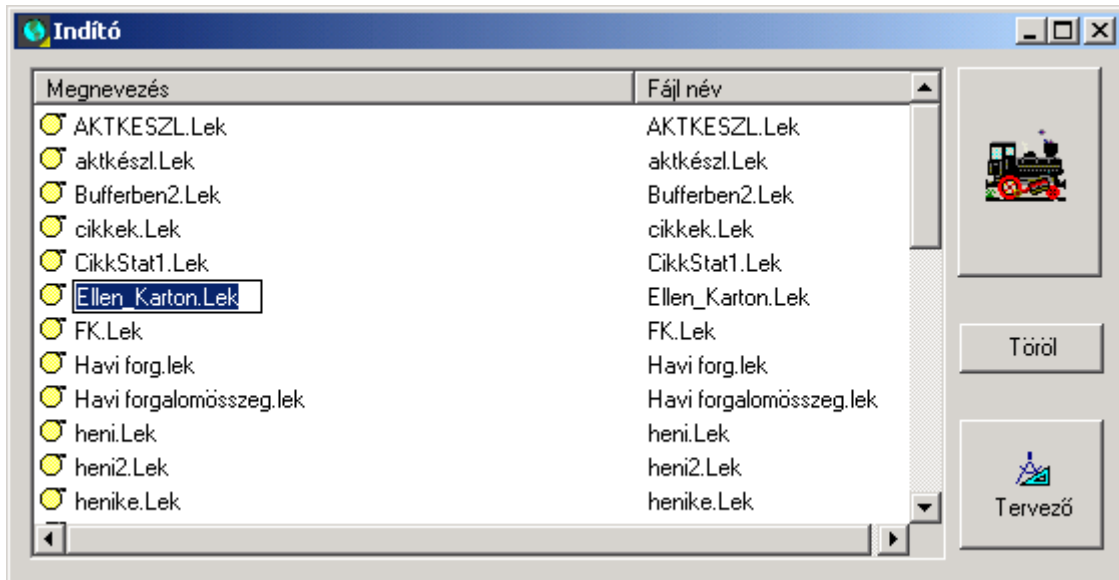 Indító
Megnevezés Fájl név
AKTKESZL.Lek AKTKESZL.Lek
aktkészl.Lek aktkészl.Lek
Bufferben2.Lek Bufferben2.Lek
cikkek.Lek cikkek.Lek
CikkStat1.Lek CikkStat1.Lek
Ellen_Karton.Lek Ellen_Karton.Lek
FK.Lek FK.Lek
Havi forg.lek Havi forg.lek
Havi forgalomösszeg.lek Havi forgalomösszeg.lek
heni.Lek heni.Lek
heni2.Lek heni2.Lek
henike.Lek henike.Lek
Töröl
Tervező